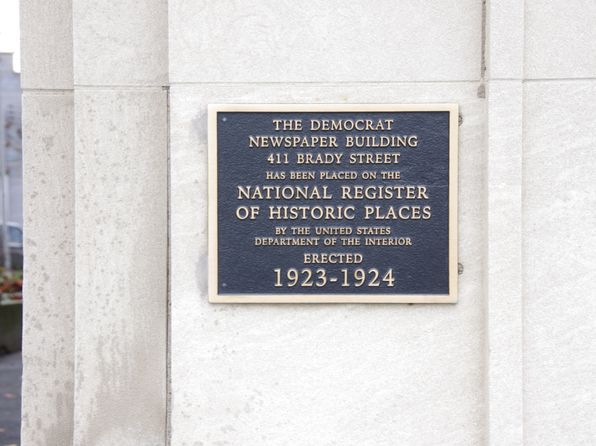 THE DEMOCRAT
NEWSPAPER BUILDING
411 BRADY STREET
HAS BEEN PLACED ON THE
NATIONAL REGISTER
OF HISTORIC PLACES
BY THE UNITED STATES
DEPARTMENT OF THE INTERIOR
ERECTED
1923-1924